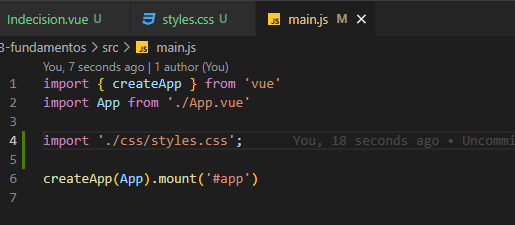 Indecision.vue U styles.css U JS main.js M ×
3-fundamentos > src > JS main.js
You, 7 seconds ago | 1 author (You)
1 import { createApp } from 'vue'
2 import App from './App.vue'
3
4 import './css/styles.css'; You, 18 seconds ago • Uncommi
5
6 createApp(App).mount('#app')
7